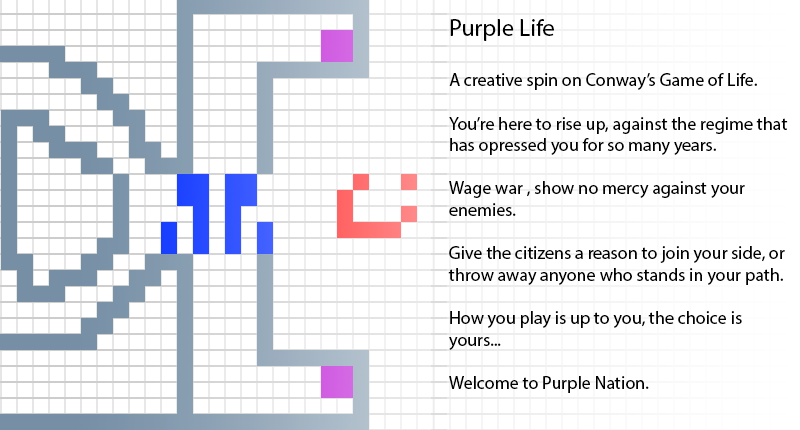 Purple Life
A creative spin on Conway's Game of Life.
You're here to rise up, against the regime that
has opressed you for so many years.
Wage war , show no mercy against your
enemies.
Give the citizens a reason to join your side, or
throw away anyone who stands in your path.
How you play is up to you, the choice is
yours...
Welcome to Purple Nation.